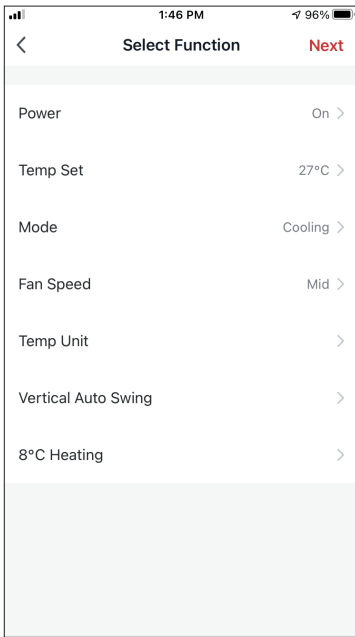 1:46 PM 96%
Select Function Next
Power On
Temp Set 27°C
Mode Cooling
Fan Speed Mid
Temp Unit
Vertical Auto Swing
8°C Heating